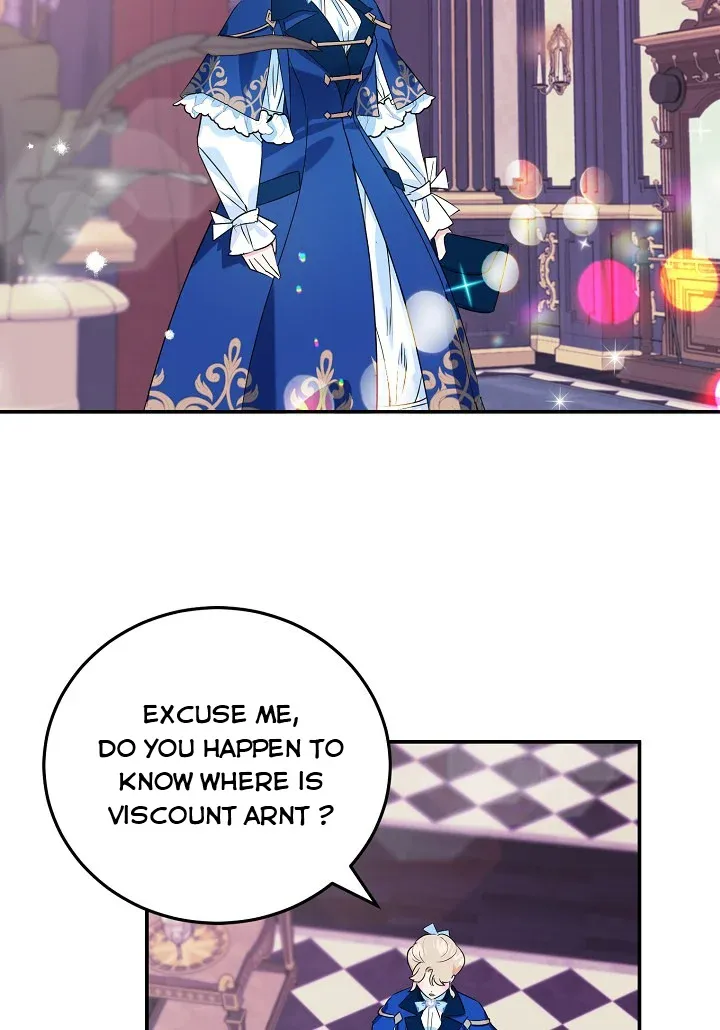 EXCUSE ME,
DO YOU HAPPEN TO
KNOW WHERE IS
VISCOUNT ARNT ?